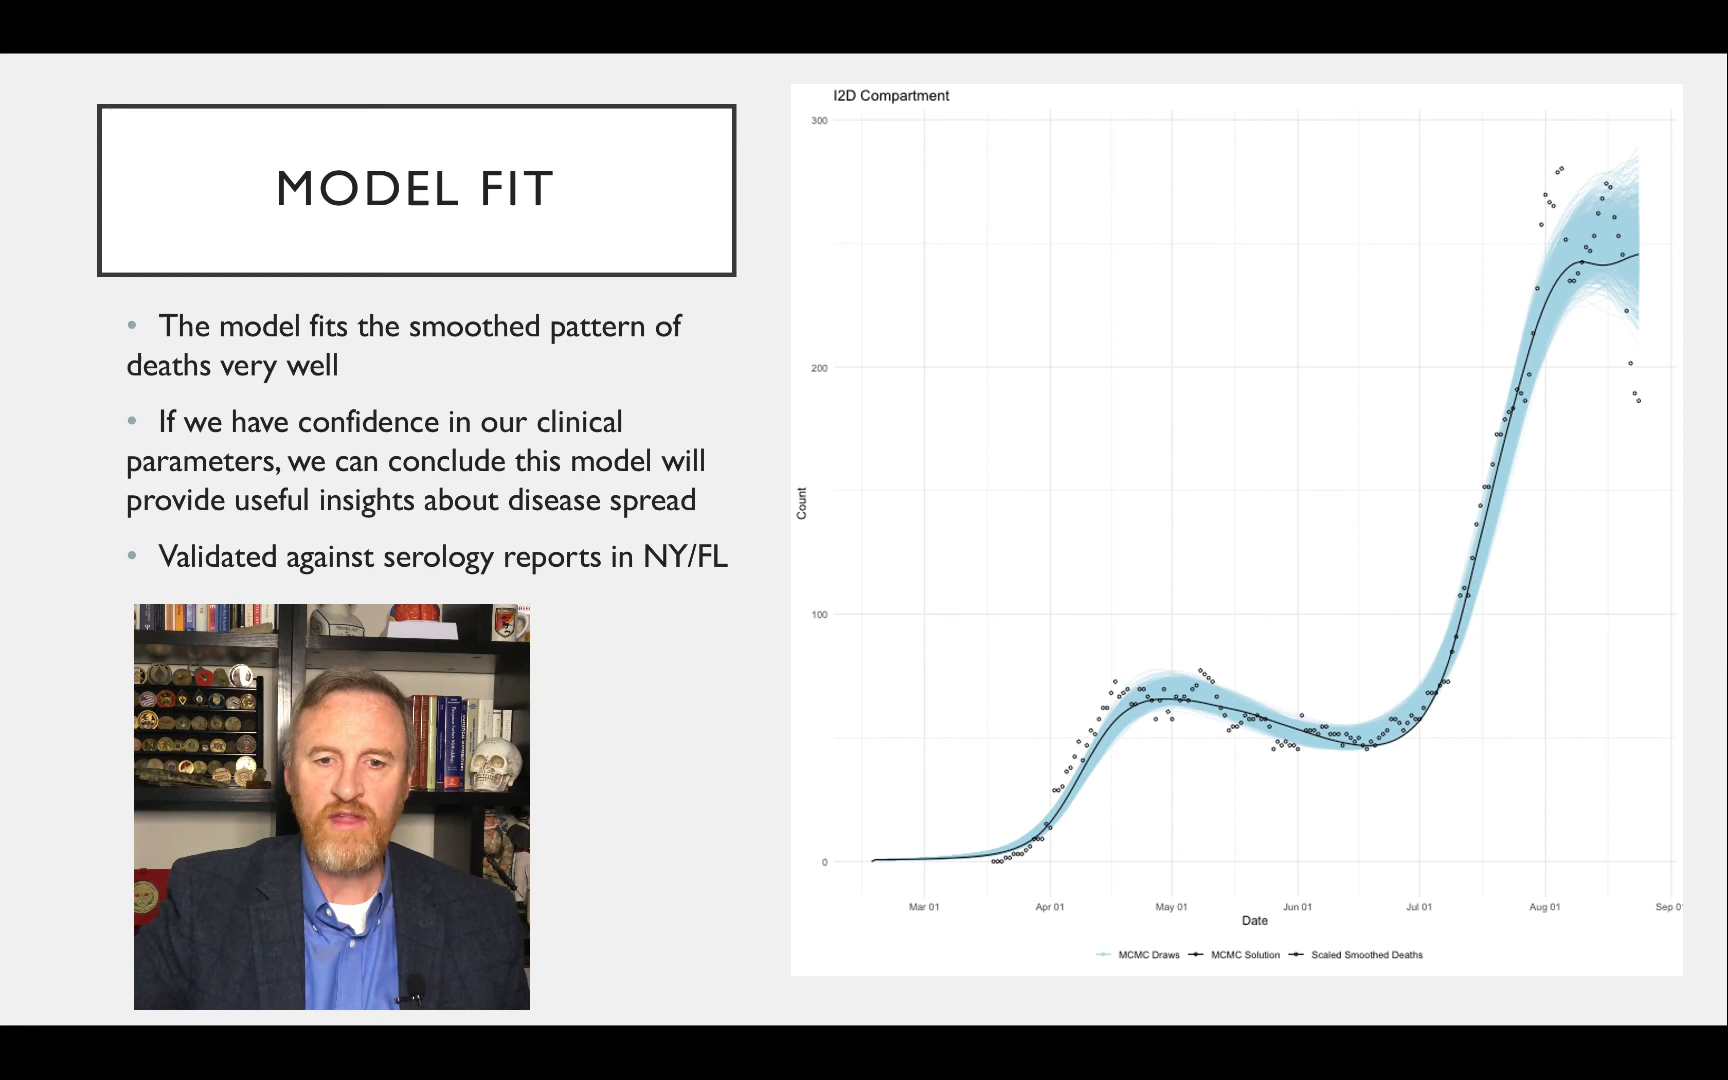 MODEL FIT
• The model fits the smoothed pattern of
deaths very well
• If we have confidence in our clinical
parameters, we can conclude this model will
provide useful insights about disease spread
• Validated against serology reports in NY/FL
I2D Compartment
300
200
100
0
Count
Mar 01
Apr 01
May 01
Jun 01
Jul 01
Aug 01
Sep 0
Date
MCMC Draws
MCMC Solution
Scaled Smoothed Deaths